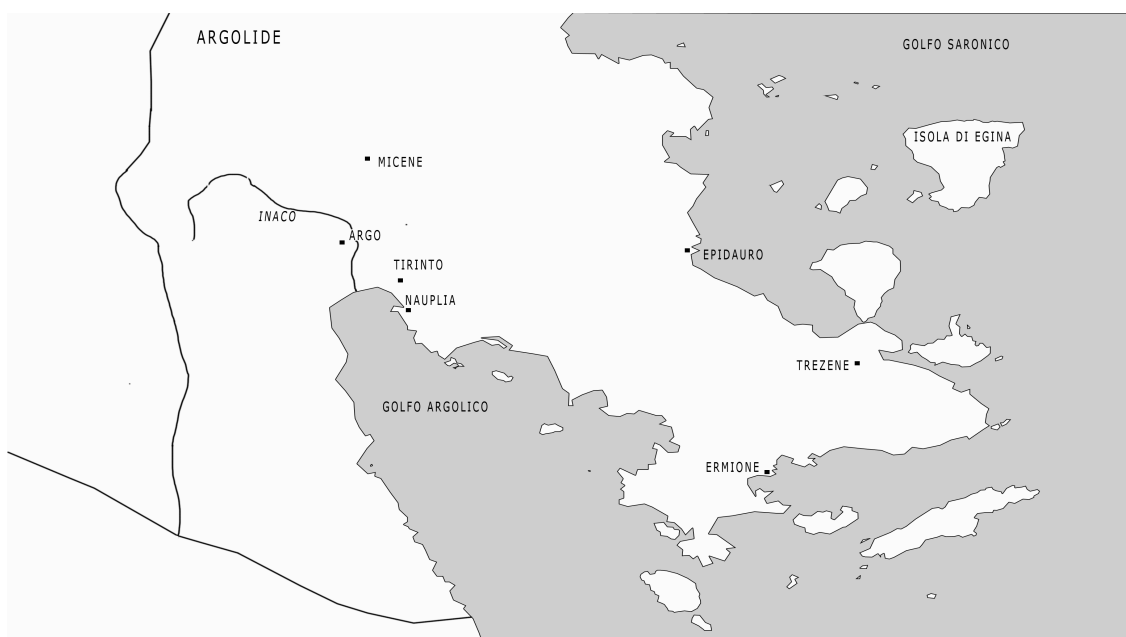 ARGOLIDE
GOLFO SARONICO
ISOLA DI EGINA
MICENE
INACO
ARGO
EPIDAURO
TIRINTO
NAUPLIA
TREZENE
GOLFO ARGOLICO
ERMIONE